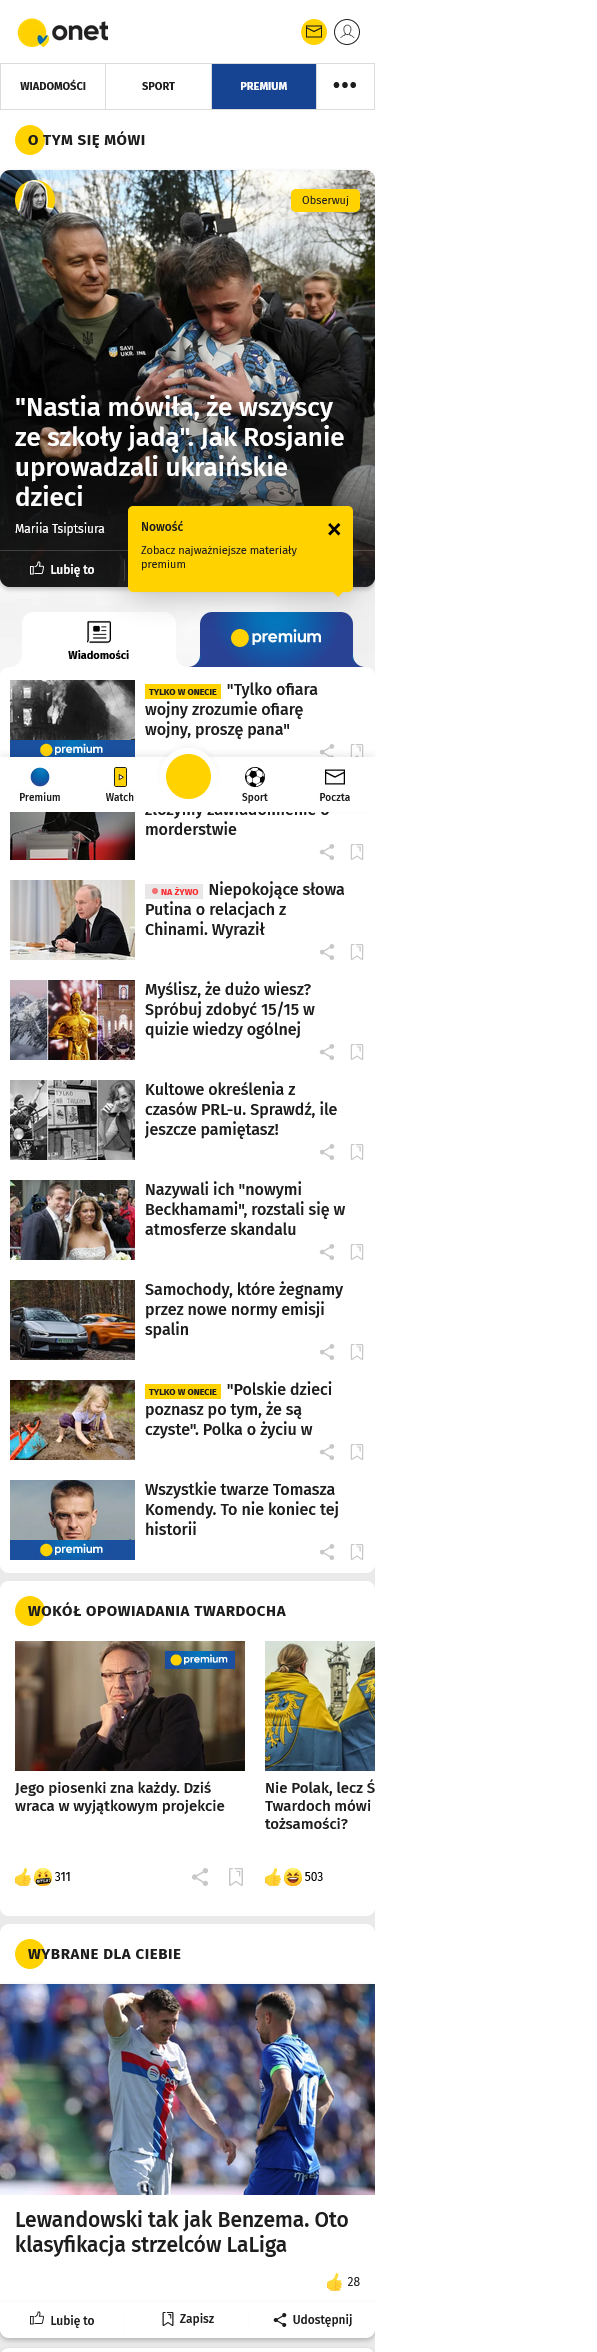 onet
WIADOMOŚCI
SPORT
PREMIUM
•••
O TYM SIĘ MÓWI
Obserwuj
"Nastia mówiła, że wszyscy
ze szkoły jadą". Jak Rosjanie
uprowadzali ukraińskie
dzieci
Mariia Tsiptsiura
Lubię to
Nowość
Zobacz najważniejsze materiały
premium
Wiadomości
premium
premium
TYLKO W ONECIE "Tylko ofiara
wojny zrozumie ofiarę
wojny, proszę pana"
Premium
Watch
Sport
Poczta
złożymy zawiadomienie o
morderstwie
NA ŻYWO Niepokojące słowa
Putina o relacjach z
Chinami. Wyraził
Myślisz, że dużo wiesz?
Spróbuj zdobyć 15/15 w
quizie wiedzy ogólnej
Kultowe określenia z
czasów PRL-u. Sprawdź, ile
jeszcze pamiętasz!
Nazywali ich "nowymi
Beckhamami", rozstali się w
atmosferze skandalu
Samochody, które żegnamy
przez nowe normy emisji
spalin
TYLKO W ONECIE "Polskie dzieci
poznasz po tym, że są
czyste". Polka o życiu w
premium
Wszystkie twarze Tomasza
Komendy. To nie koniec tej
historii
WOKÓŁ OPOWIADANIA TWARDOCHA
premium
Jego piosenki zna każdy. Dziś
wraca w wyjątkowym projekcie
311
Nie Polak, lecz Ś
Twardoch mówi
tożsamości?
503
WYBRANE DLA CIEBIE
Lewandowski tak jak Benzema. Oto
klasyfikacja strzelców LaLiga
28
Lubię to
Zapisz
Udostępnij